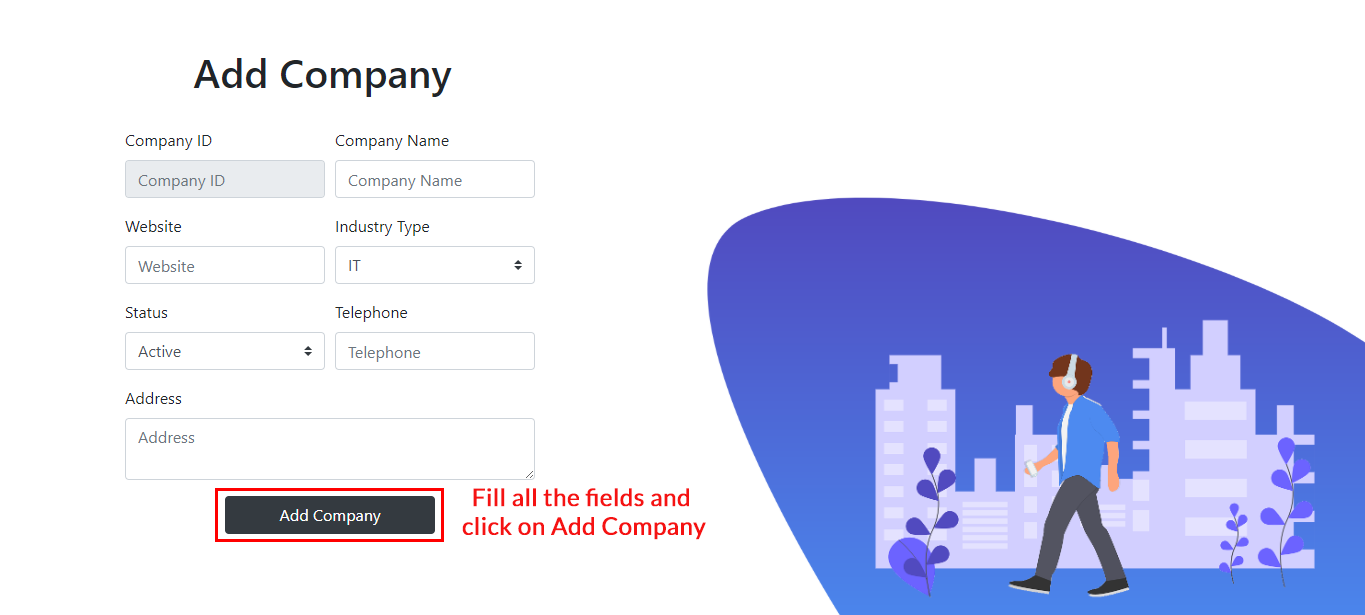 Add Company
Company ID
Company Name
Company ID
Company Name
Website
Industry Type
Website
IT
Status
Telephone
Active
Telephone
Address
Address
Add Company
Fill all the fields and
click on Add Company